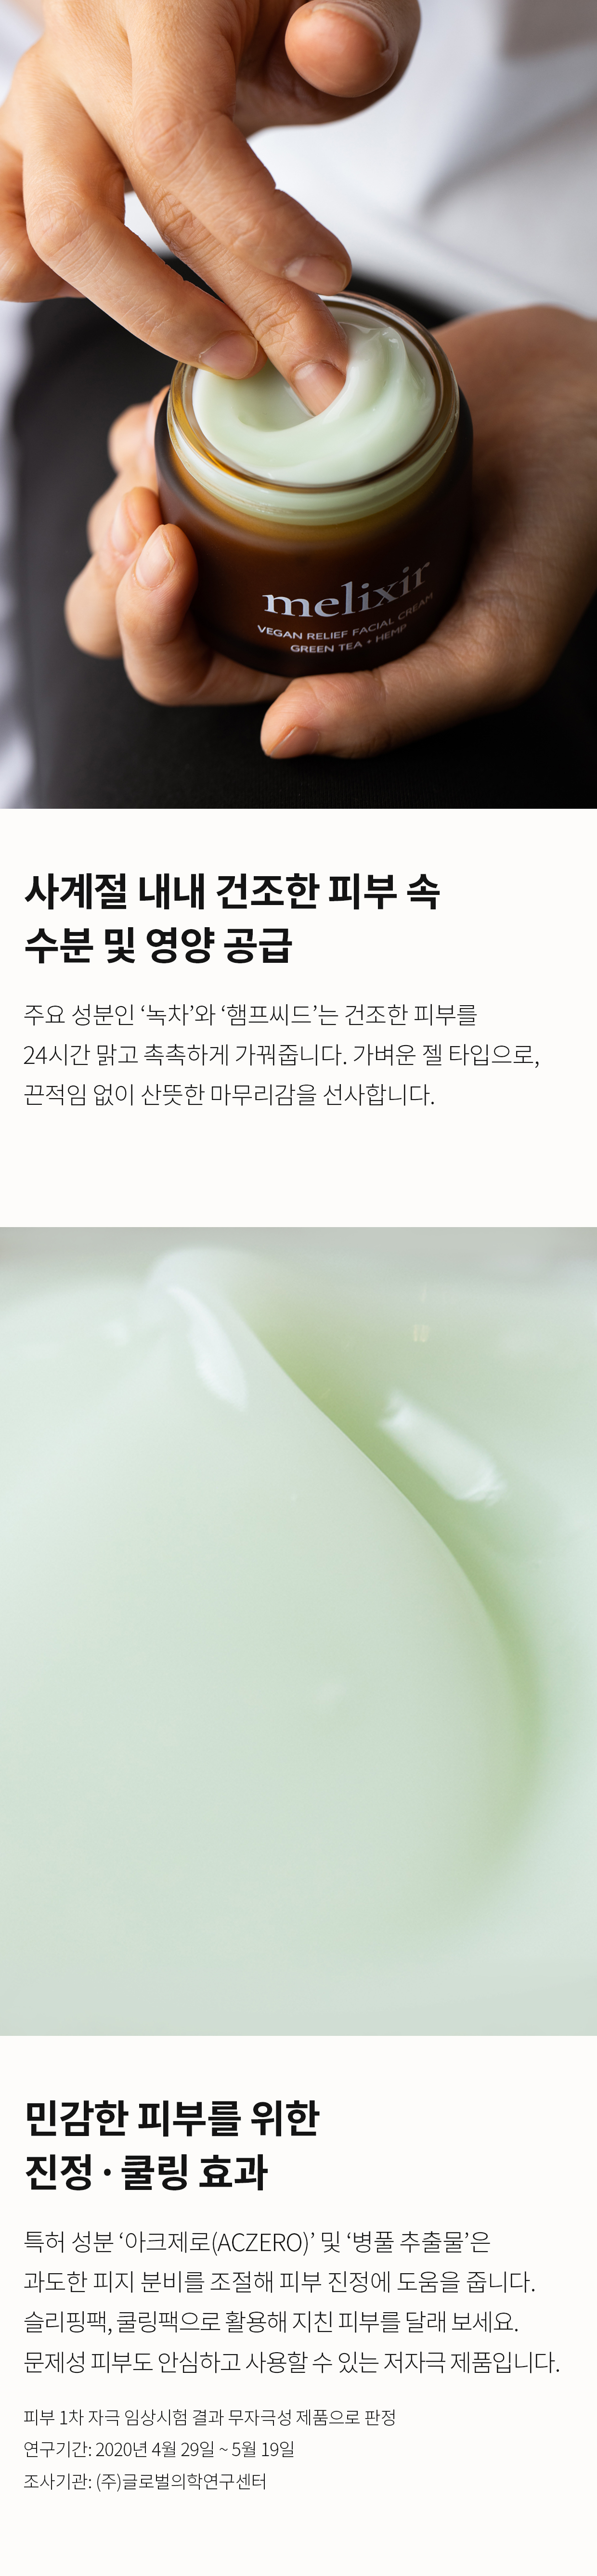 melixir
VEGAN RELIEF FACIAL CREAM
GREEN TEA + HEMP
사계절 내내 건조한 피부 속
수분 및 영양 공급
주요 성분인 ‘녹차’와 ‘햄프씨드’는 건조한 피부를
24시간 맑고 촉촉하게 가꿔줍니다. 가벼운 젤 타입으로,
끈적임 없이 산뜻한 마무리감을 선사합니다.
민감한 피부를 위한
진정 · 쿨링 효과
특허 성분 ‘아크제로(ACZERO)’ 및 ‘병풀 추출물’은
과도한 피지 분비를 조절해 피부 진정에 도움을 줍니다.
슬리핑팩, 쿨링팩으로 활용해 지친 피부를 달래 보세요.
문제성 피부도 안심하고 사용할 수 있는 저자극 제품입니다.
피부 1차 자극 임상시험 결과 무자극성 제품으로 판정
연구기간: 2020년 4월 29일 ~ 5월 19일
조사기관: (주)글로벌의학연구센터